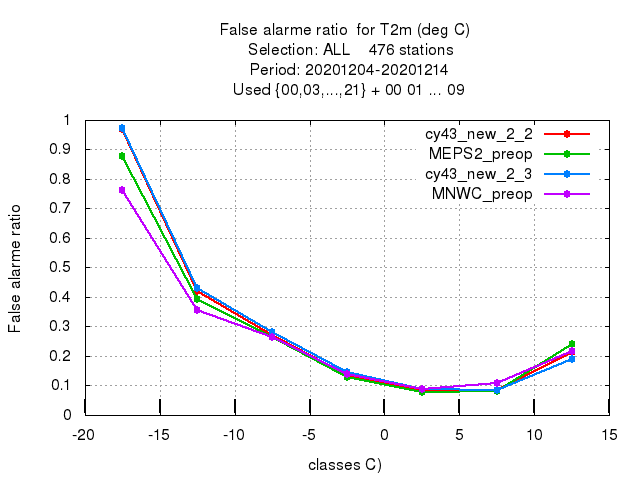 False alarme ratio  for T2m (deg C)
Selection: ALL    476 stations
Period: 20201204-20201214
Used {00,03,...,21} + 00 01 ... 09
cy43_new_2_2
MEPS2_preop
cy43_new_2_3
MNWC_preop
False alarme ratio
1
0.9
0.8
0.7
0.6
0.5
0.4
0.3
0.2
0.1
0
-20 -15 -10 -5 0 5 10 15
classes C)